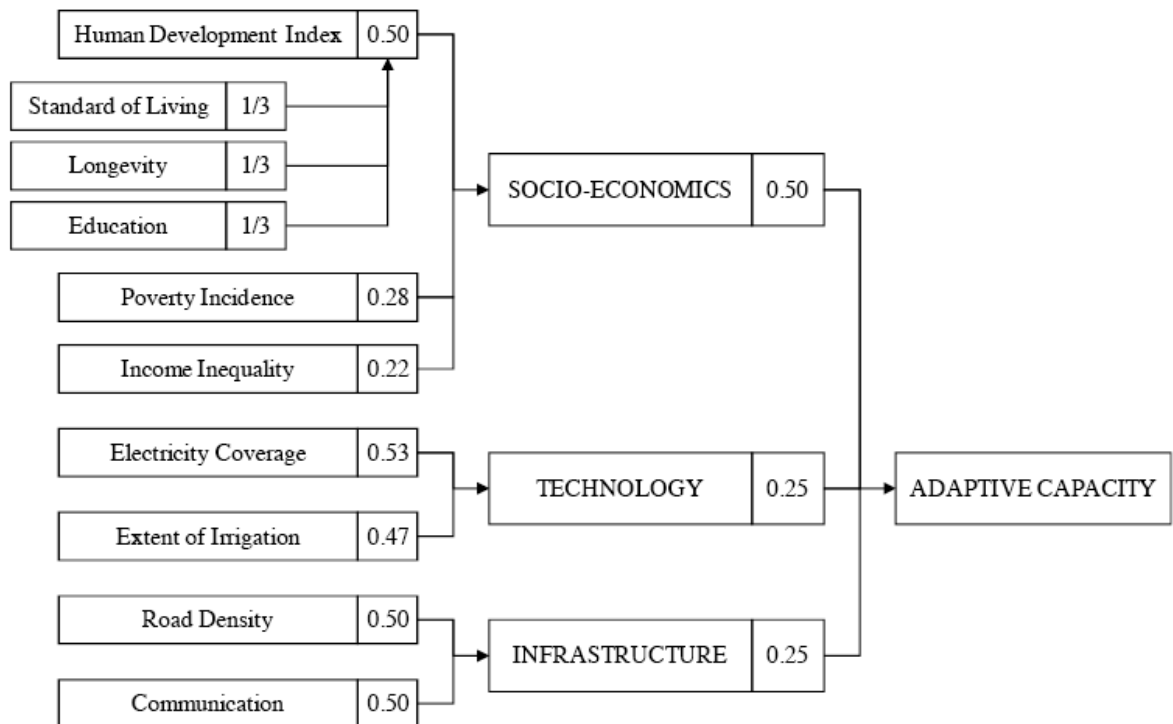 Human Development Index 0.50
Standard of Living 1/3
Longevity 1/3
Education 1/3
Poverty Incidence 0.28
Income Inequality 0.22
SOCIO-ECONOMICS 0.50
Electricity Coverage 0.53
Extent of Irrigation 0.47
TECHNOLOGY 0.25
Road Density 0.50
Communication 0.50
INFRASTRUCTURE 0.25
ADAPTIVE CAPACITY